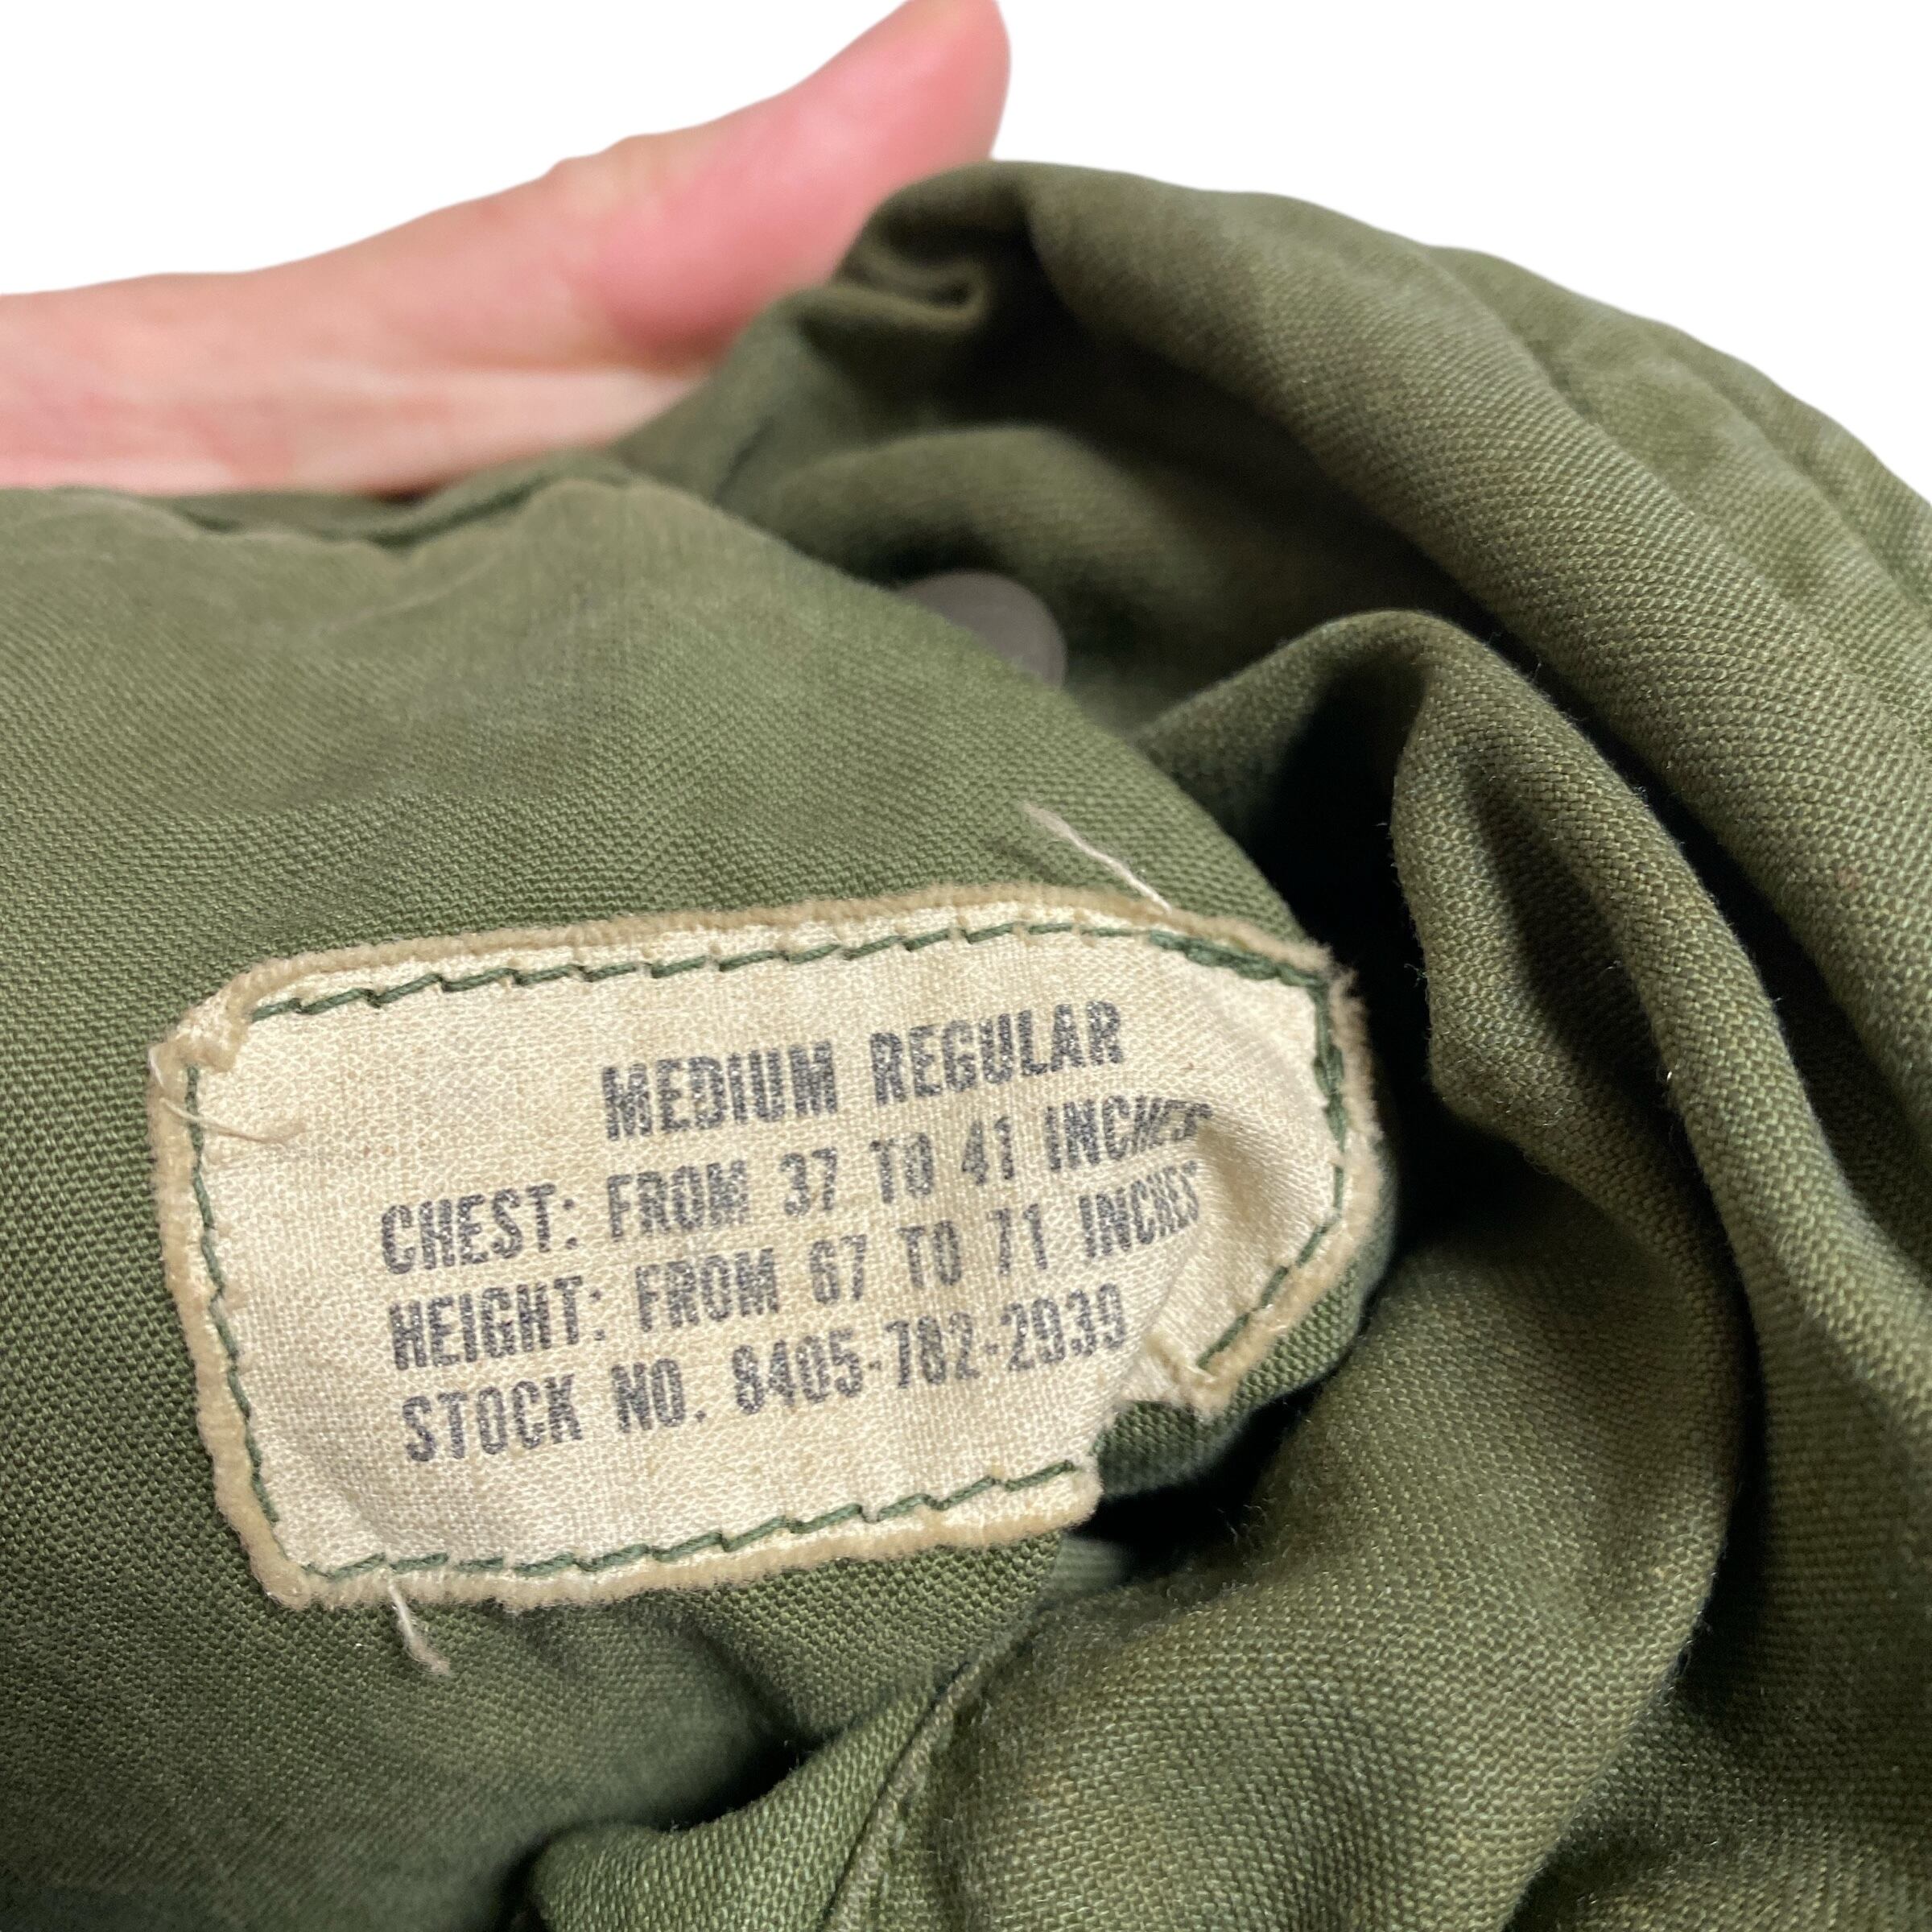 MEDIUM REGULAR
CHEST: FROM 37 TO 41 INCHES
HEIGHT: FROM 67 TO 71 INCHES
STOCK NO. 8405-782-2939